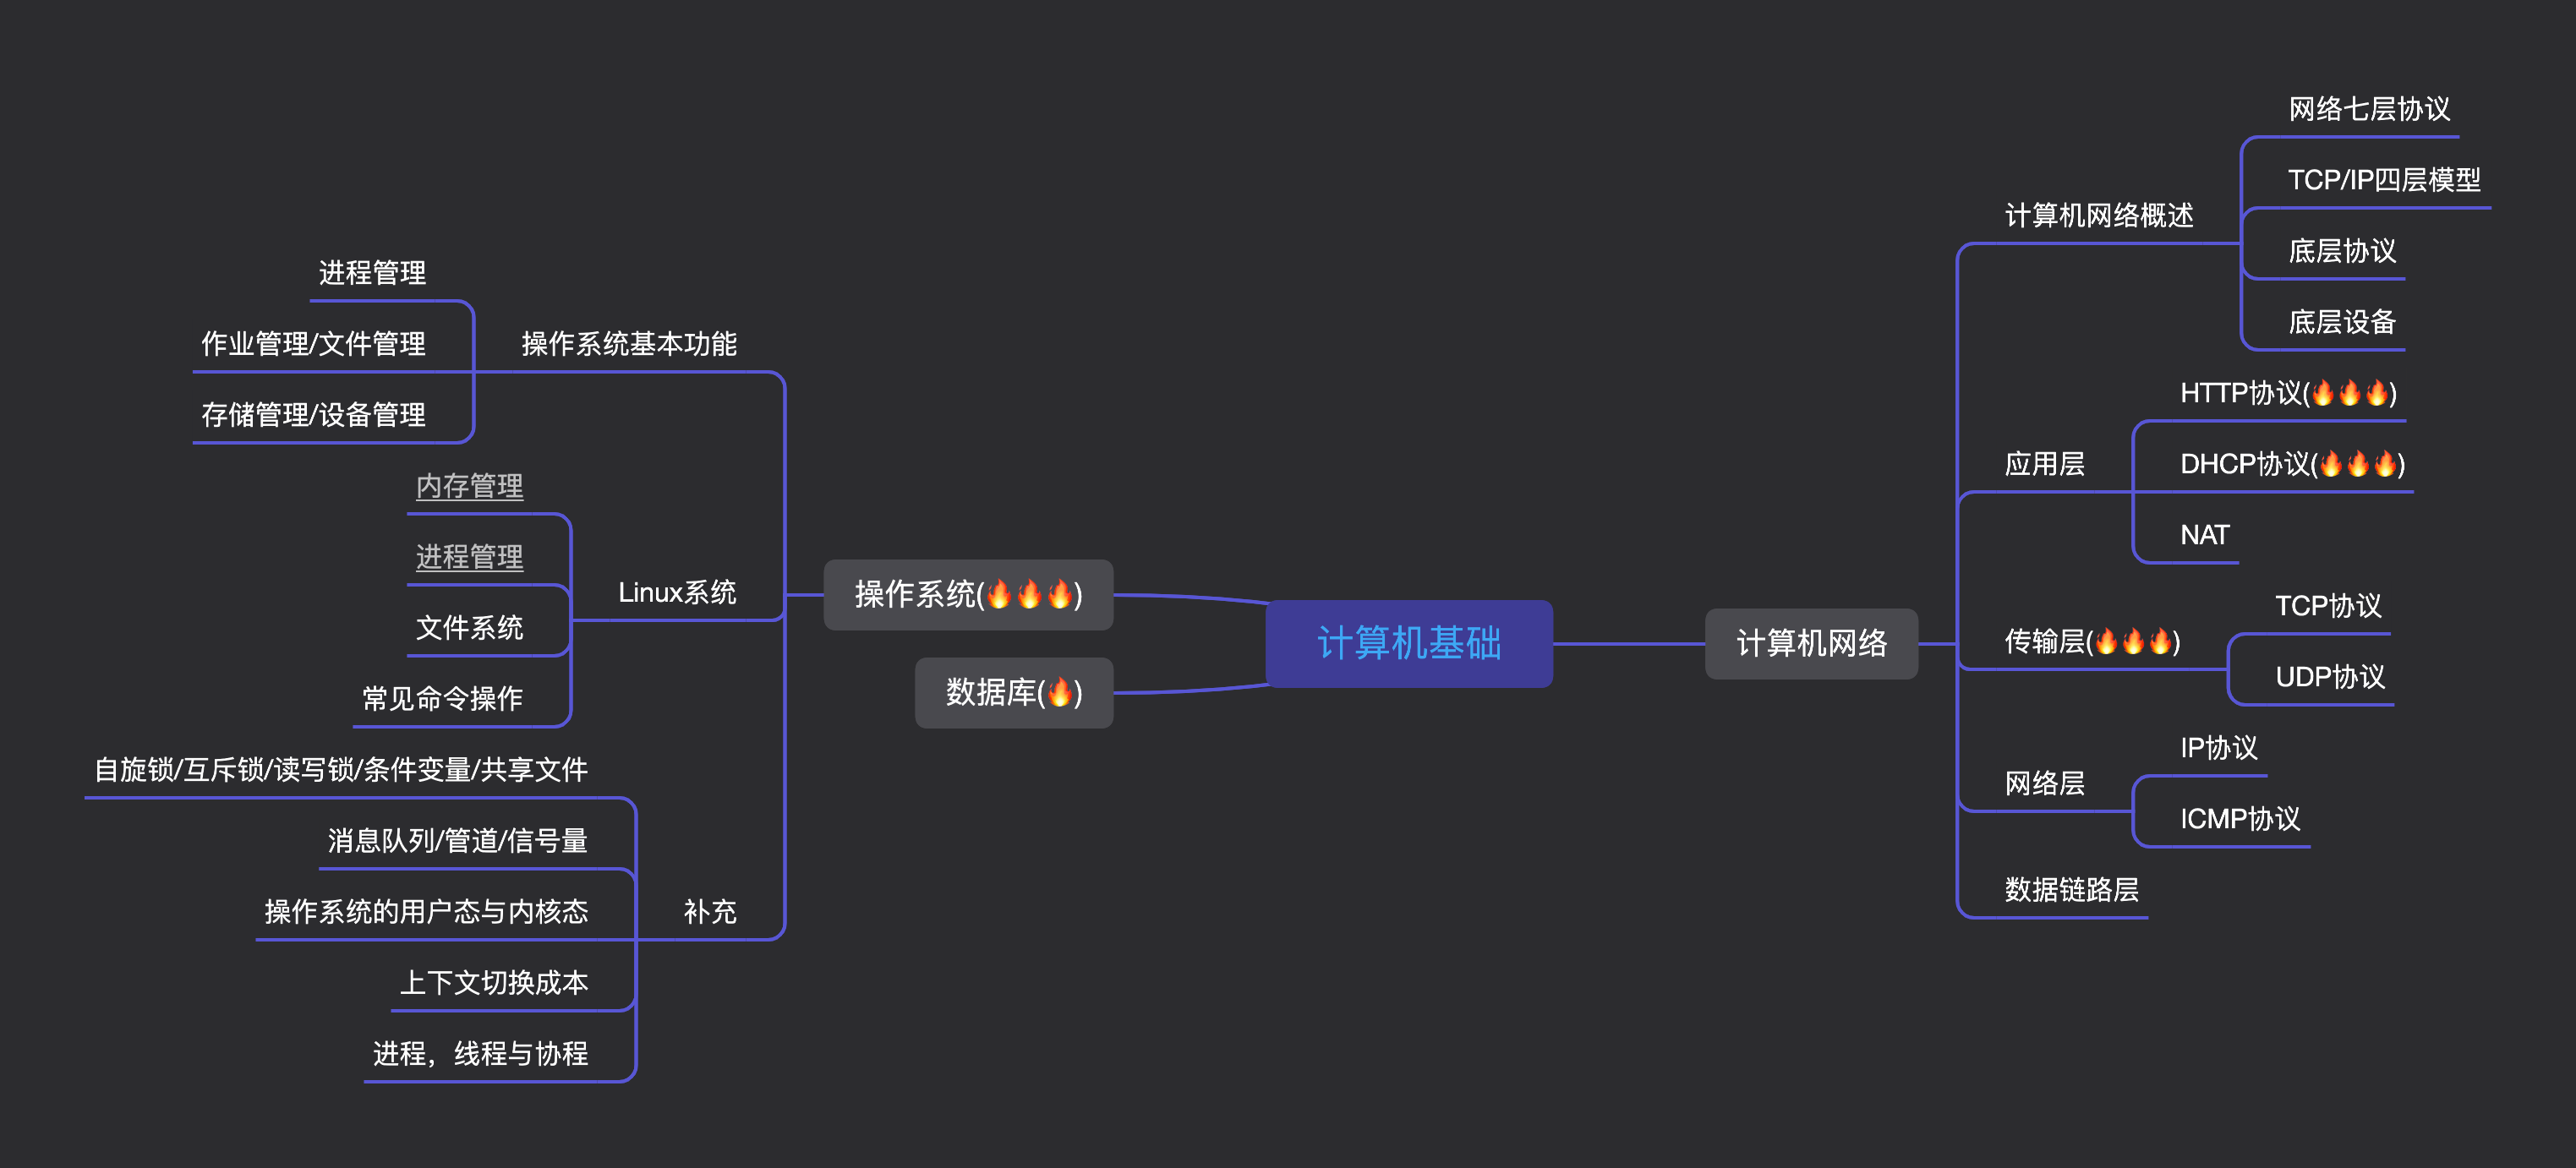 计算机基础
操作系统(🔥🔥🔥)
操作系统基本功能
进程管理
作业管理/文件管理
存储管理/设备管理
Linux系统
内存管理
进程管理
文件系统
常见命令操作
补充
自旋锁/互斥锁/读写锁/条件变量/共享文件
消息队列/管道/信号量
操作系统的用户态与内核态
上下文切换成本
进程，线程与协程
数据库(🔥)
计算机网络
计算机网络概述
网络七层协议
TCP/IP四层模型
底层协议
底层设备
应用层
HTTP协议(🔥🔥🔥)
DHCP协议(🔥🔥🔥)
NAT
传输层(🔥🔥🔥)
TCP协议
UDP协议
网络层
IP协议
ICMP协议
数据链路层